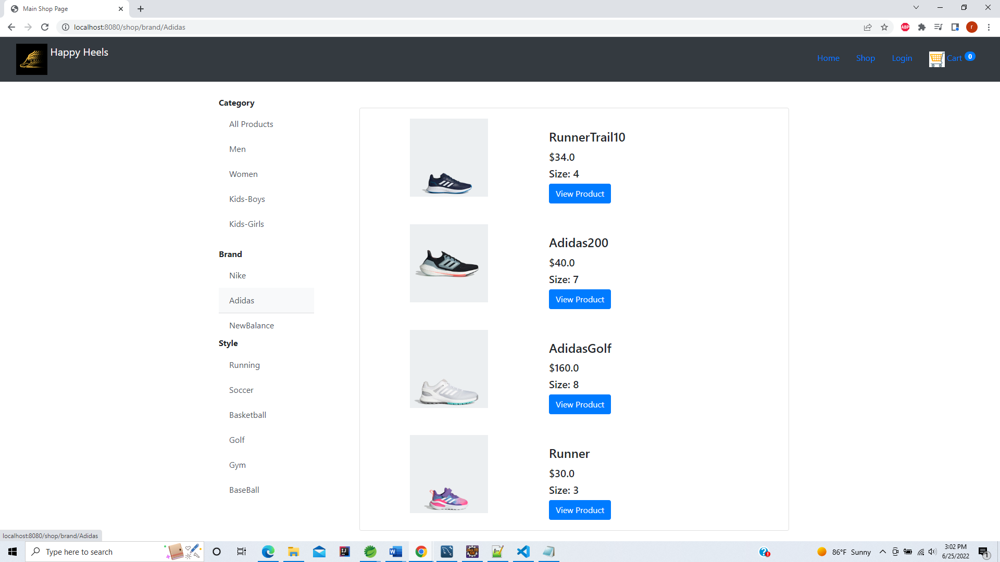 Main Shop Page
localhost:8080/shop/brand/Adidas
ABP
r
Happy Heels
Home
Shop
Login
Cart 0
Category
All Products
Men
Women
Kids-Boys
Kids-Girls
Brand
Nike
Adidas
NewBalance
Style
Running
Soccer
Basketball
Golf
Gym
BaseBall
RunnerTrail10
$34.0
Size: 4
View Product
Adidas200
$40.0
Size: 7
View Product
AdidasGolf
$160.0
Size: 8
View Product
Runner
$30.0
Size: 3
View Product
localhost:8080/shop/brand/Adidas
Type here to search
86°F Sunny
3:02 PM
6/25/2022
1